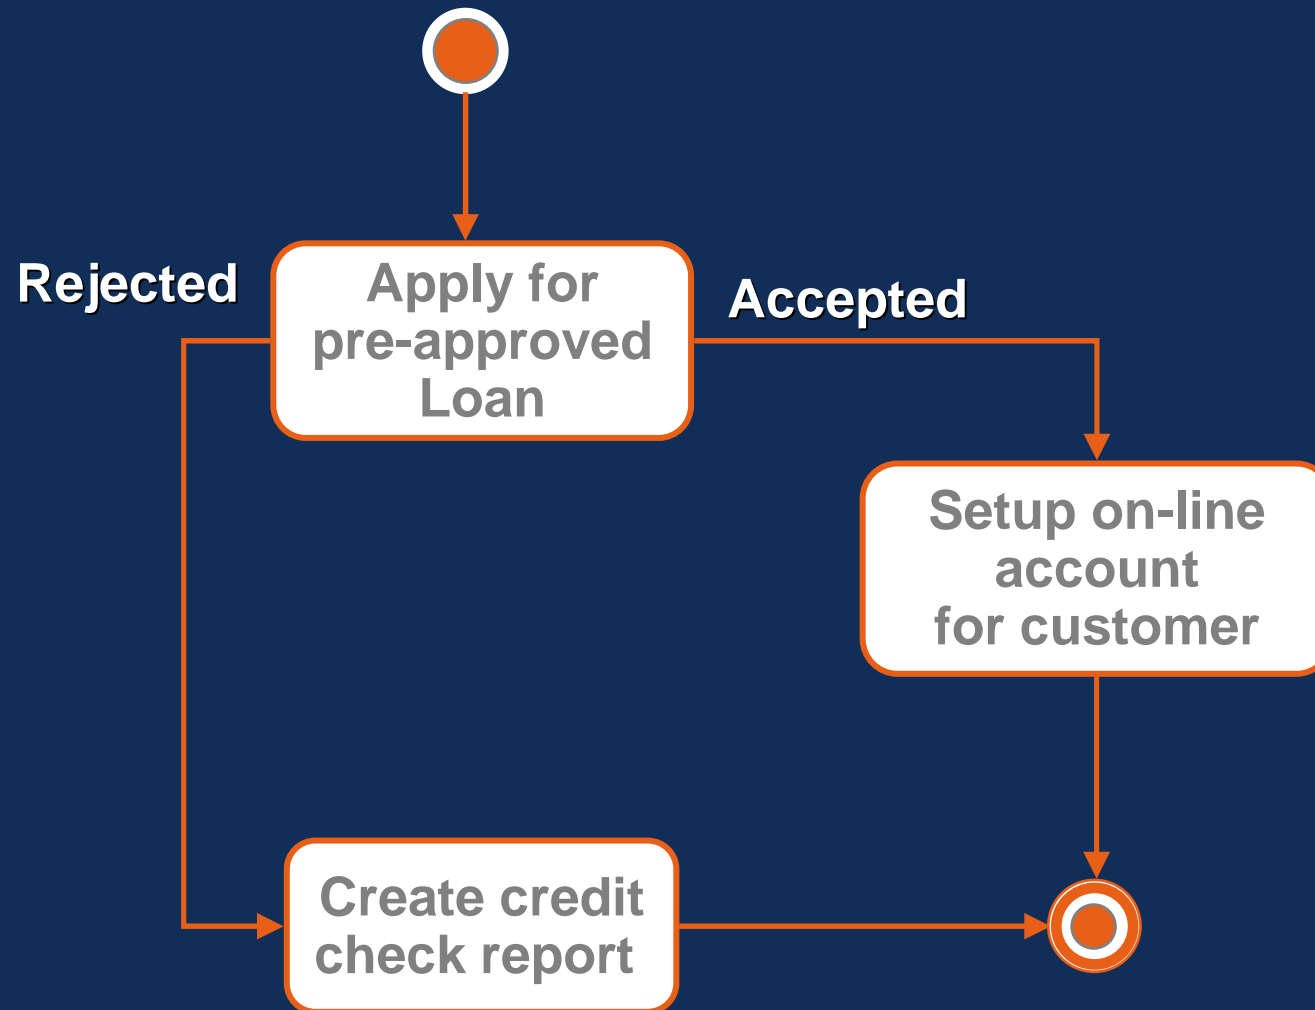 Rejected
Apply for
pre-approved
Loan
Accepted
Setup on-line
account
for customer
Create credit
check report